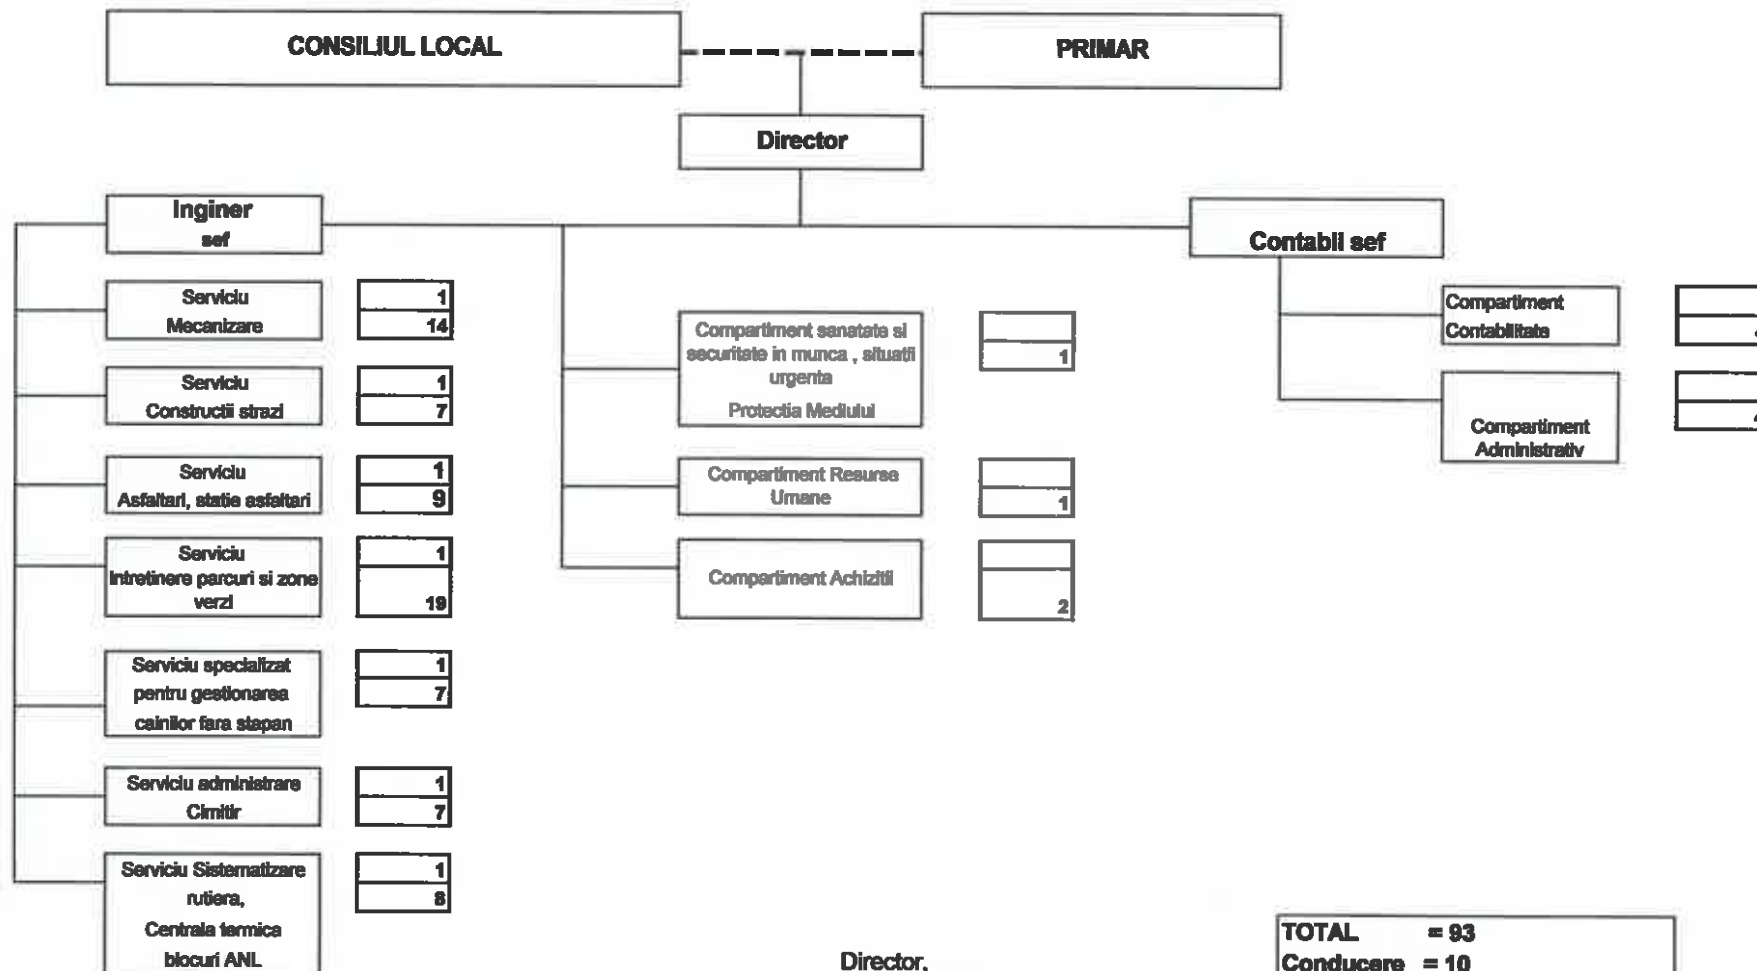 CONSILIUL LOCAL
PRIMAR
Director
Inginer
sef
Contabil sef
Serviciu
Mecanizare
1
14
Serviciu
Constructii strazi
1
7
Serviciu
Asfaltari, statie asfaltari
1
9
Serviciu
Intretinere parcuri si zone
verzi
1
19
Serviciu specializat
pentru gestionarea
cainilor fara stapan
1
7
Serviciu administrare
Cimitir
1
7
Serviciu Sistematizare
rutiera,
Centrala termica
blocuri ANL
1
8
Compartiment sanatate si
securitate in munca , situatii
urgenta
Protectia Mediului
1
Compartiment Resurse
Umane
1
Compartiment Achizitii
2
Compartiment
Contabilitate
Compartiment
Administrativ
Director,
TOTAL = 93
Conducere = 10